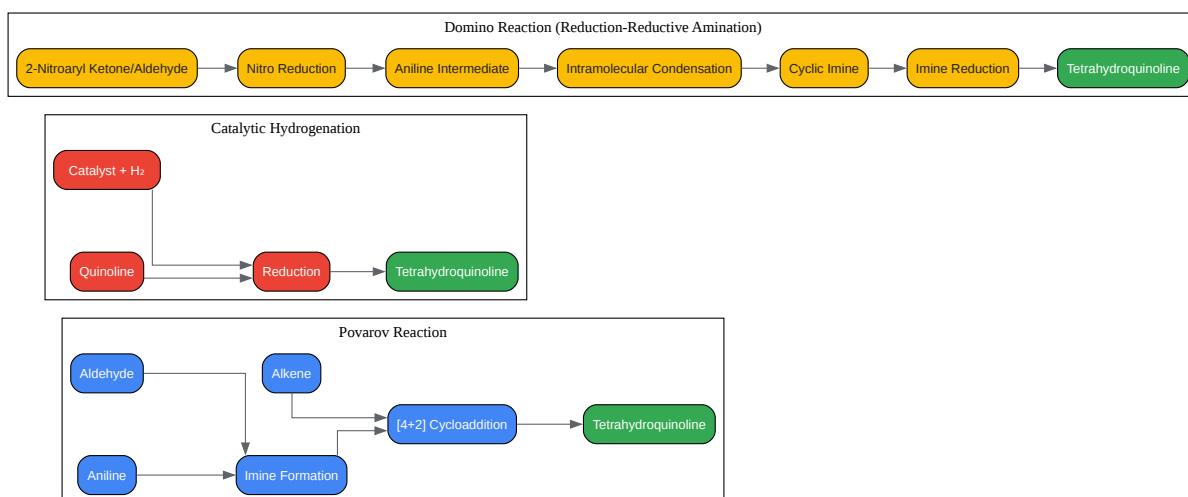 Domino Reaction (Reduction-Reductive Amination)
2-Nitroaryl Ketone/Aldehyde
Nitro Reduction
Aniline Intermediate
Intramolecular Condensation
Cyclic Imine
Imine Reduction
Tetrahydroquinoline
Catalytic Hydrogenation
Catalyst + H₂
Quinoline
Reduction
Tetrahydroquinoline
Povarov Reaction
Aldehyde
Alkene
[4+2] Cycloaddition
Tetrahydroquinoline
Aniline
Imine Formation